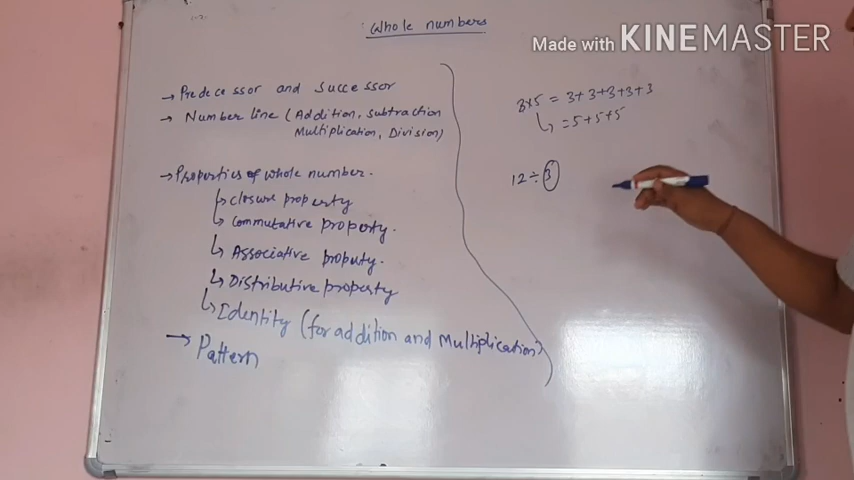 Whole numbers
Made with KINEMASTER
→ Predecessor and Successor
→ Number line (Addition, Subtraction
Multiplication, Division)
→ Properties of whole number.
↳ closure property
↳ Commutative property.
↳ Associative property.
↳ Distributive property
↳ Identity (for addition and Multiplication)
→ Pattern
3×5 = 3+3+3+3+3
↳ = 5+5+5
12 ÷ 3